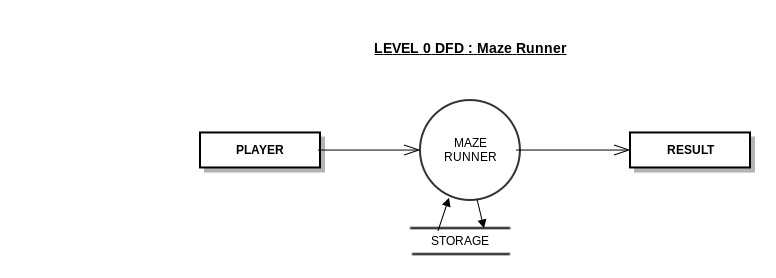 LEVEL 0 DFD : Maze Runner
PLAYER
MAZE
RUNNER
RESULT
STORAGE